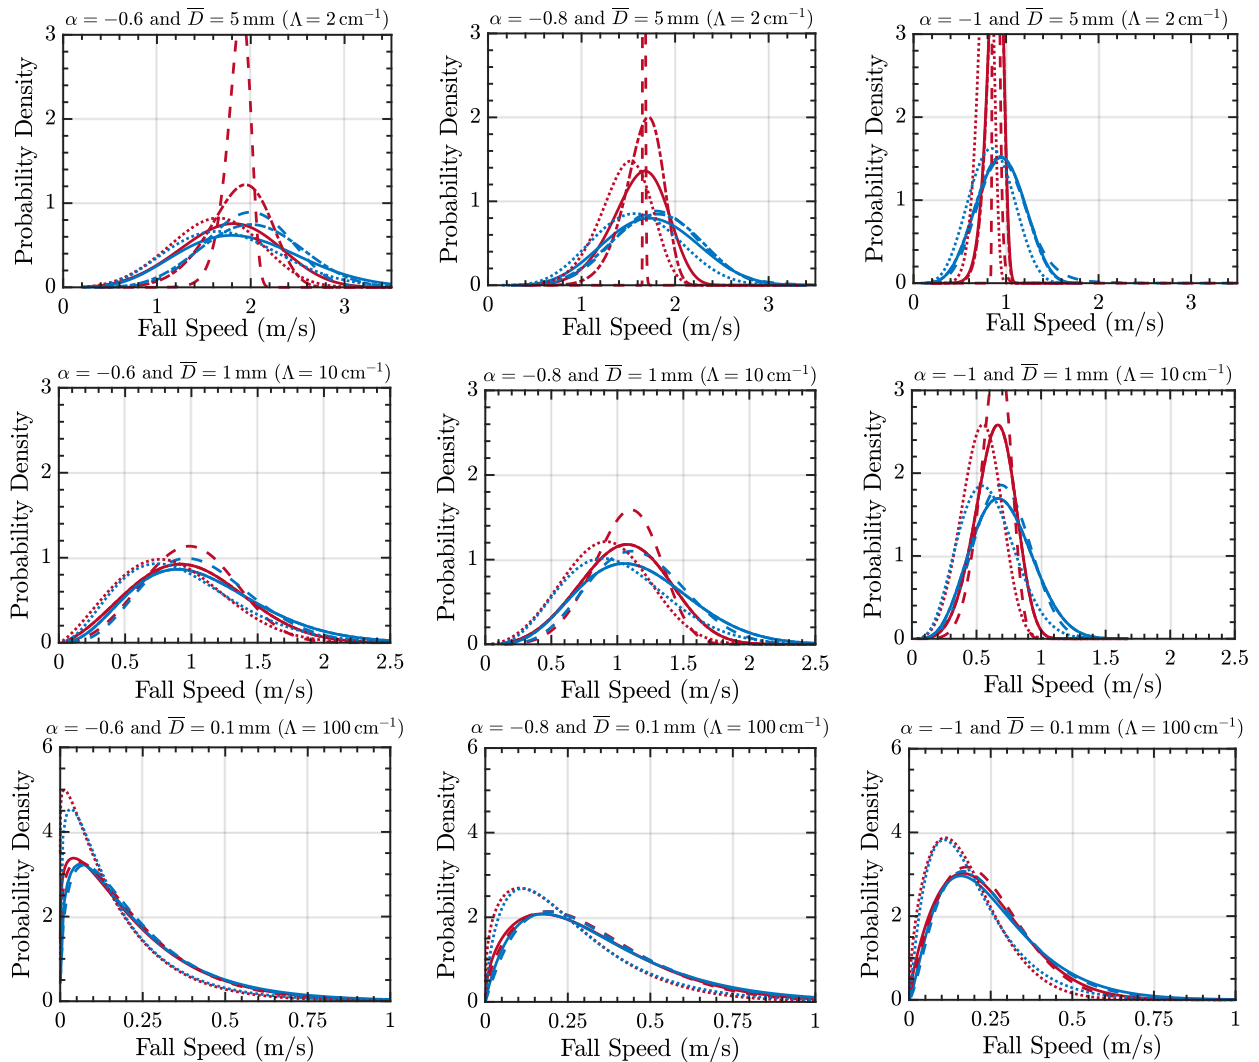 α = −0.6 and D̅ = 5 mm (Λ = 2 cm⁻¹)
3
2
1
0
Probability Density
0 1 2 3
Fall Speed (m/s)
α = −0.8 and D̅ = 5 mm (Λ = 2 cm⁻¹)
3
2
1
0
Probability Density
0 1 2 3
Fall Speed (m/s)
α = −1 and D̅ = 5 mm (Λ = 2 cm⁻¹)
3
2
1
0
Probability Density
0 1 2 3
Fall Speed (m/s)
α = −0.6 and D̅ = 1 mm (Λ = 10 cm⁻¹)
3
2
1
0
Probability Density
0 0.5 1 1.5 2 2.5
Fall Speed (m/s)
α = −0.8 and D̅ = 1 mm (Λ = 10 cm⁻¹)
3
2
1
0
Probability Density
0 0.5 1 1.5 2 2.5
Fall Speed (m/s)
α = −1 and D̅ = 1 mm (Λ = 10 cm⁻¹)
3
2
1
0
Probability Density
0 0.5 1 1.5 2 2.5
Fall Speed (m/s)
α = −0.6 and D̅ = 0.1 mm (Λ = 100 cm⁻¹)
6
4
2
0
Probability Density
0 0.25 0.5 0.75 1
Fall Speed (m/s)
α = −0.8 and D̅ = 0.1 mm (Λ = 100 cm⁻¹)
6
4
2
0
Probability Density
0 0.25 0.5 0.75 1
Fall Speed (m/s)
α = −1 and D̅ = 0.1 mm (Λ = 100 cm⁻¹)
6
4
2
0
Probability Density
0 0.25 0.5 0.75 1
Fall Speed (m/s)